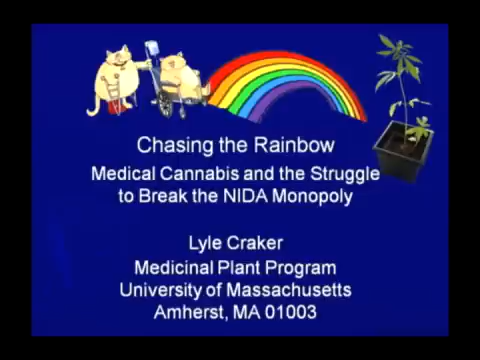 Chasing the Rainbow
Medical Cannabis and the Struggle
to Break the NIDA Monopoly
Lyle Craker
Medicinal Plant Program
University of Massachusetts
Amherst, MA 01003